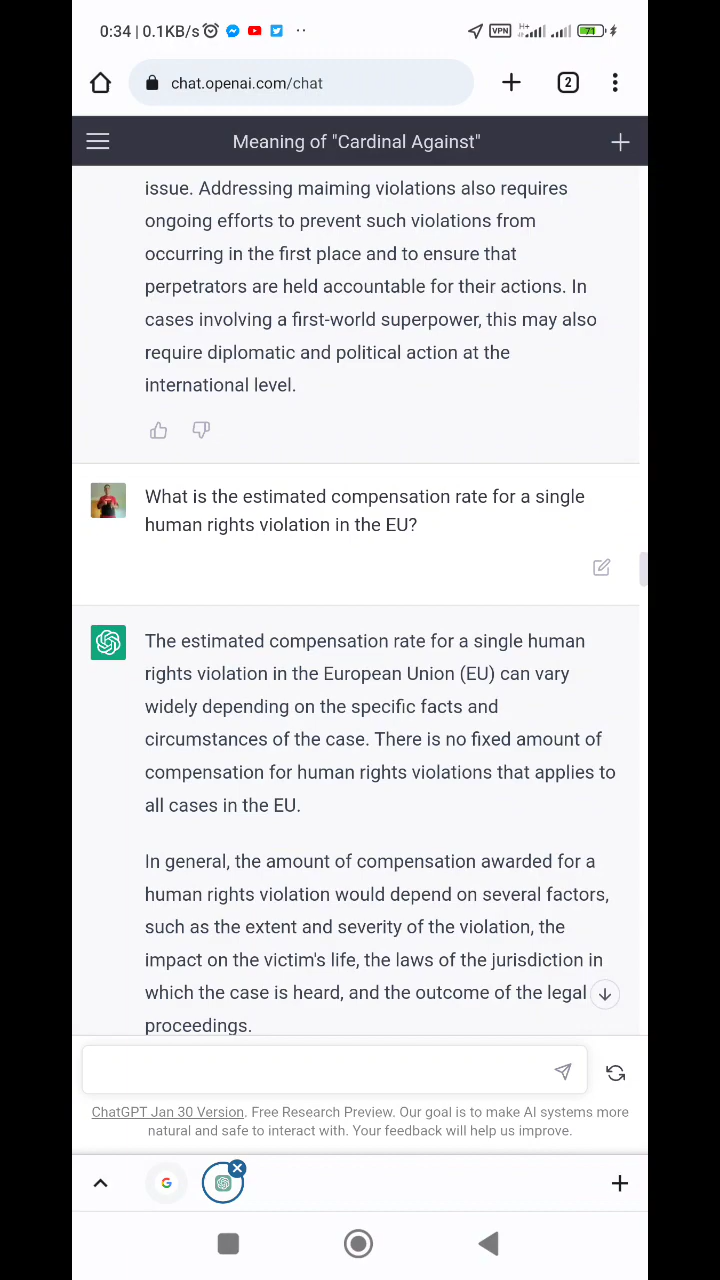 0:34 | 0.1KB/s
VPN
H+
71
chat.openai.com/chat
2
Meaning of "Cardinal Against"
issue. Addressing maiming violations also requires
ongoing efforts to prevent such violations from
occurring in the first place and to ensure that
perpetrators are held accountable for their actions. In
cases involving a first-world superpower, this may also
require diplomatic and political action at the
international level.
What is the estimated compensation rate for a single
human rights violation in the EU?
The estimated compensation rate for a single human
rights violation in the European Union (EU) can vary
widely depending on the specific facts and
circumstances of the case. There is no fixed amount of
compensation for human rights violations that applies to
all cases in the EU.
In general, the amount of compensation awarded for a
human rights violation would depend on several factors,
such as the extent and severity of the violation, the
impact on the victim's life, the laws of the jurisdiction in
which the case is heard, and the outcome of the legal
proceedings.
ChatGPT Jan 30 Version. Free Research Preview. Our goal is to make AI systems more
natural and safe to interact with. Your feedback will help us improve.
G